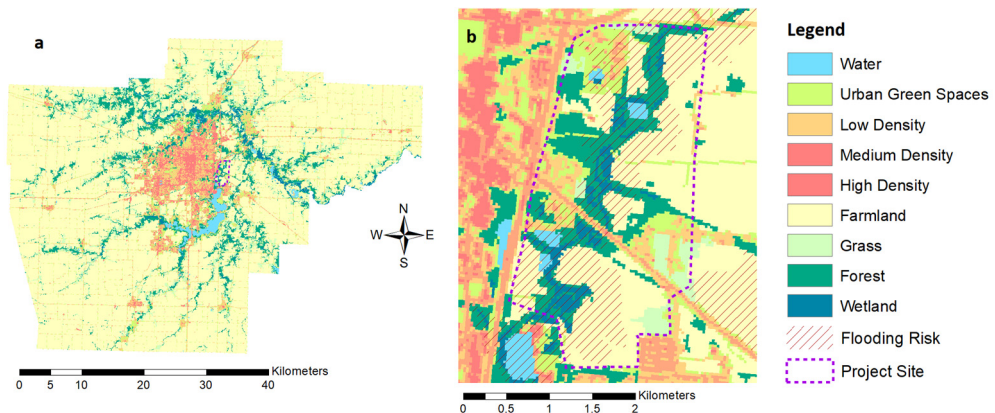 a
N
W E
S
Kilometers
0 10 20 30 40
b
Kilometers
0 0.5 1 1.5 2
Legend
Water
Urban Green Spaces
Low Density
Medium Density
High Density
Farmland
Grass
Forest
Wetland
Flooding Risk
Project Site